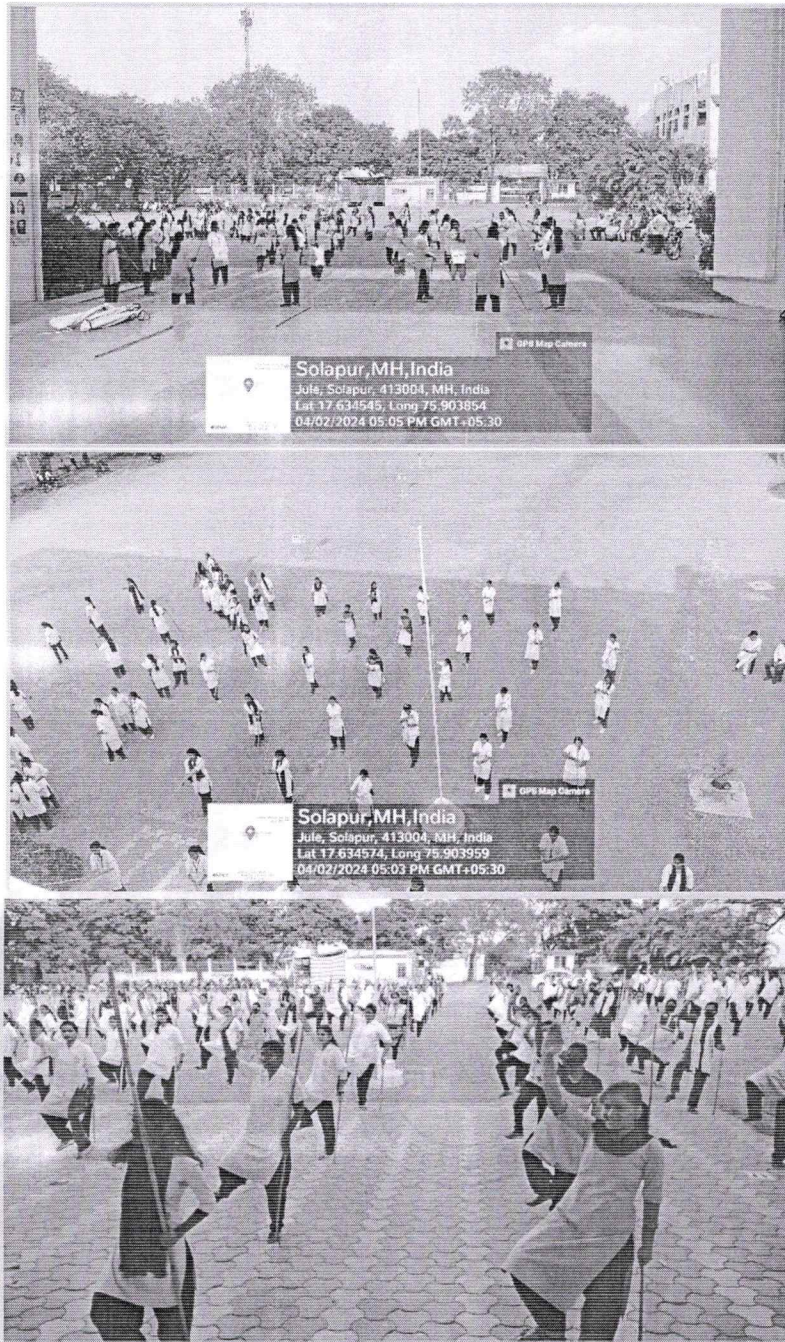 GPS Map Camera
Solapur,MH,India
Jule, Solapur, 413004, MH, India
Lat 17.634545, Long 75.903854
04/02/2024 05:05 PM GMT+05:30
GPS Map Camera
Solapur,MH,India
Jule, Solapur, 413004, MH, India
Lat 17.634574, Long 75.903959
04/02/2024 05:03 PM GMT+05:30